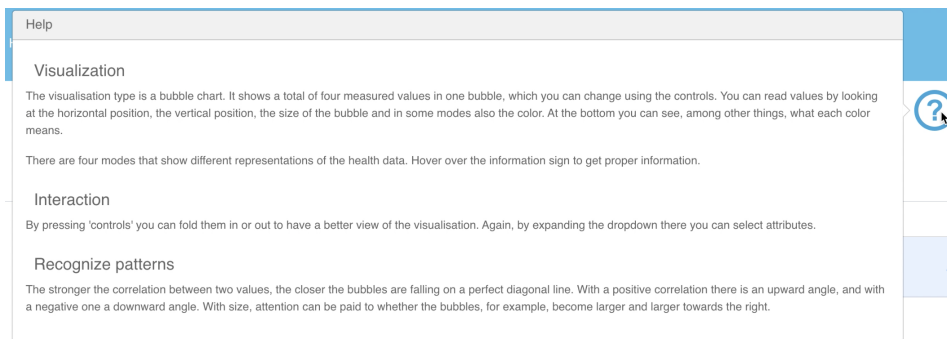 Help
Visualization
The visualisation type is a bubble chart. It shows a total of four measured values in one bubble, which you can change using the controls. You can read values by looking
at the horizontal position, the vertical position, the size of the bubble and in some modes also the color. At the bottom you can see, among other things, what each color
means.
There are four modes that show different representations of the health data. Hover over the information sign to get proper information.
Interaction
By pressing 'controls' you can fold them in or out to have a better view of the visualisation. Again, by expanding the dropdown there you can select attributes.
Recognize patterns
The stronger the correlation between two values, the closer the bubbles are falling on a perfect diagonal line. With a positive correlation there is an upward angle, and with
a negative one a downward angle. With size, attention can be paid to whether the bubbles, for example, become larger and larger towards the right.
?